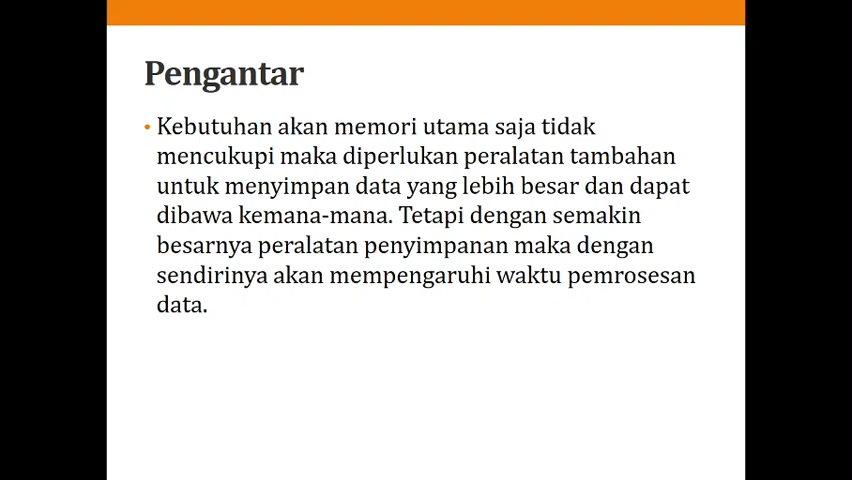 Pengantar
• Kebutuhan akan memori utama saja tidak
mencukupi maka diperlukan peralatan tambahan
untuk menyimpan data yang lebih besar dan dapat
dibawa kemana-mana. Tetapi dengan semakin
besarnya peralatan penyimpanan maka dengan
sendirinya akan mempengaruhi waktu pemrosesan
data.